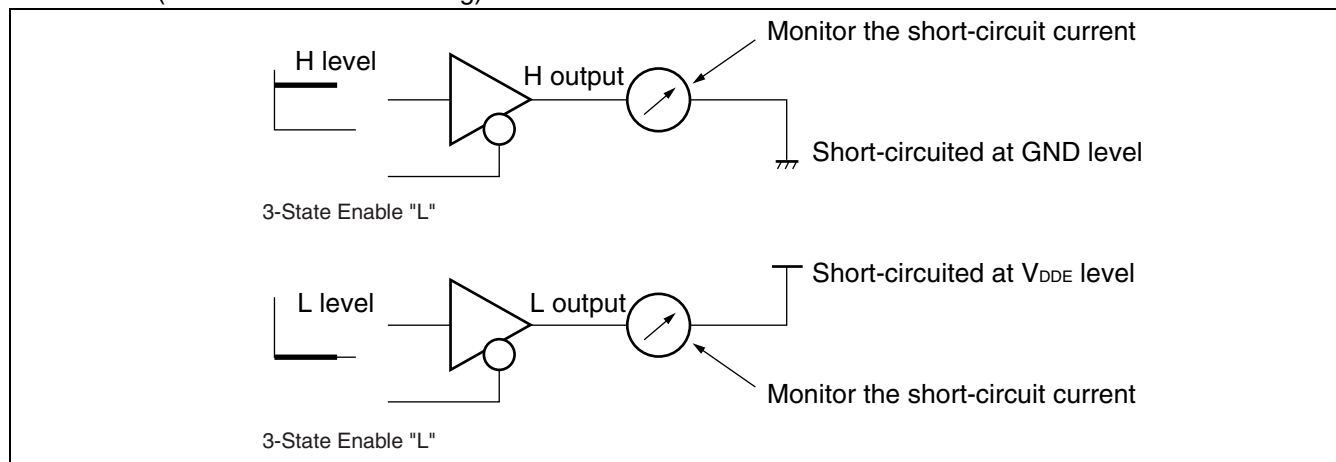 Monitor the short-circuit current
H level
H output
Short-circuited at GND level
3-State Enable "L"
Short-circuited at VDDE level
L level
L output
Monitor the short-circuit current
3-State Enable "L"